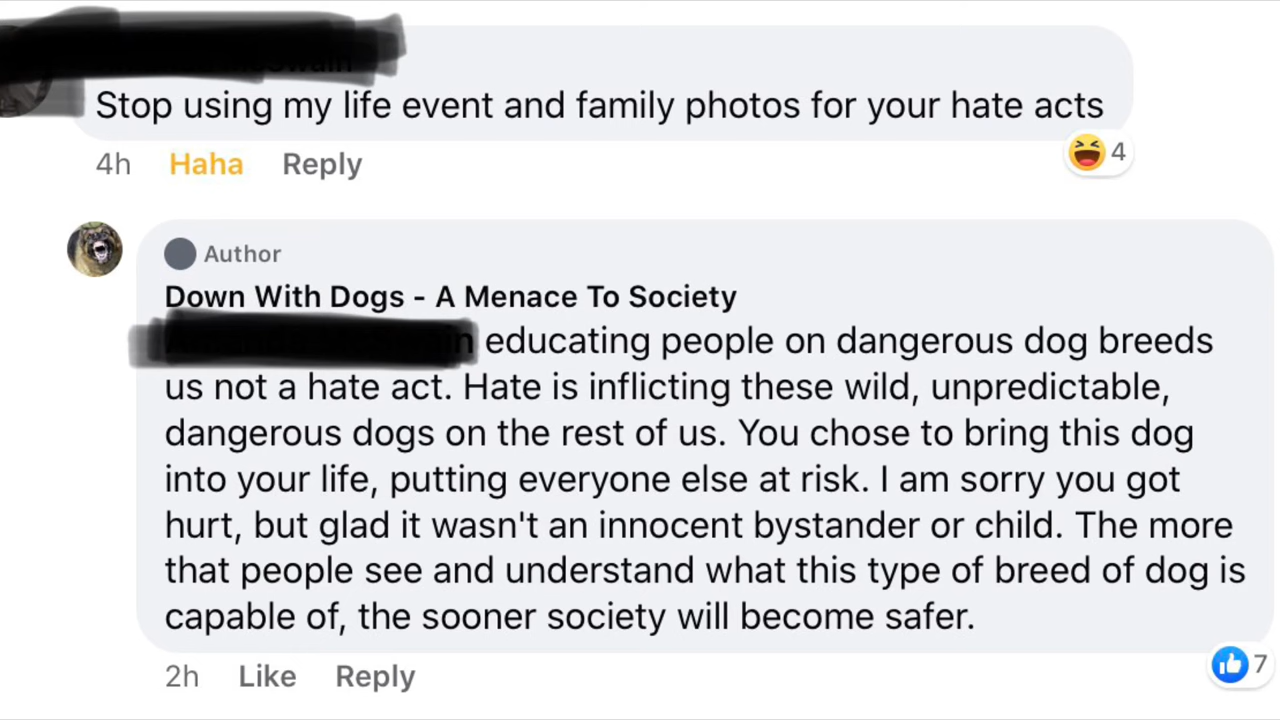 Stop using my life event and family photos for your hate acts
4h Haha Reply
4
Author
Down With Dogs - A Menace To Society
educating people on dangerous dog breeds
us not a hate act. Hate is inflicting these wild, unpredictable,
dangerous dogs on the rest of us. You chose to bring this dog
into your life, putting everyone else at risk. I am sorry you got
hurt, but glad it wasn't an innocent bystander or child. The more
that people see and understand what this type of breed of dog is
capable of, the sooner society will become safer.
2h Like Reply
7